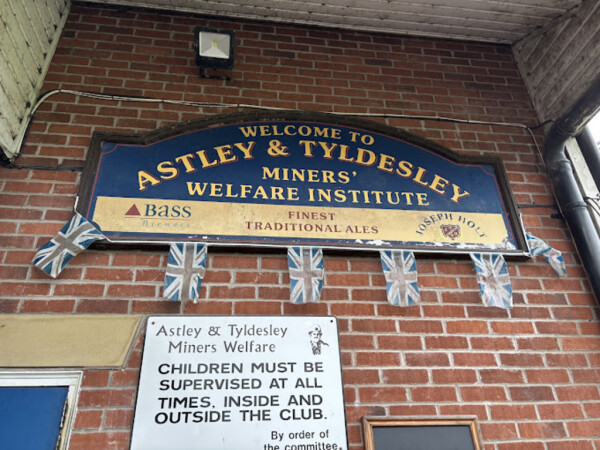 WELCOME TO
ASTLEY & TYLDESLEY
MINERS'
WELFARE INSTITUTE
BASS
Brewers
FINEST
TRADITIONAL ALES
JOSEPH HOLT
Astley & Tyldesley
Miners Welfare
CHILDREN MUST BE
SUPERVISED AT ALL
TIMES, INSIDE AND
OUTSIDE THE CLUB.
By order of
the committee.